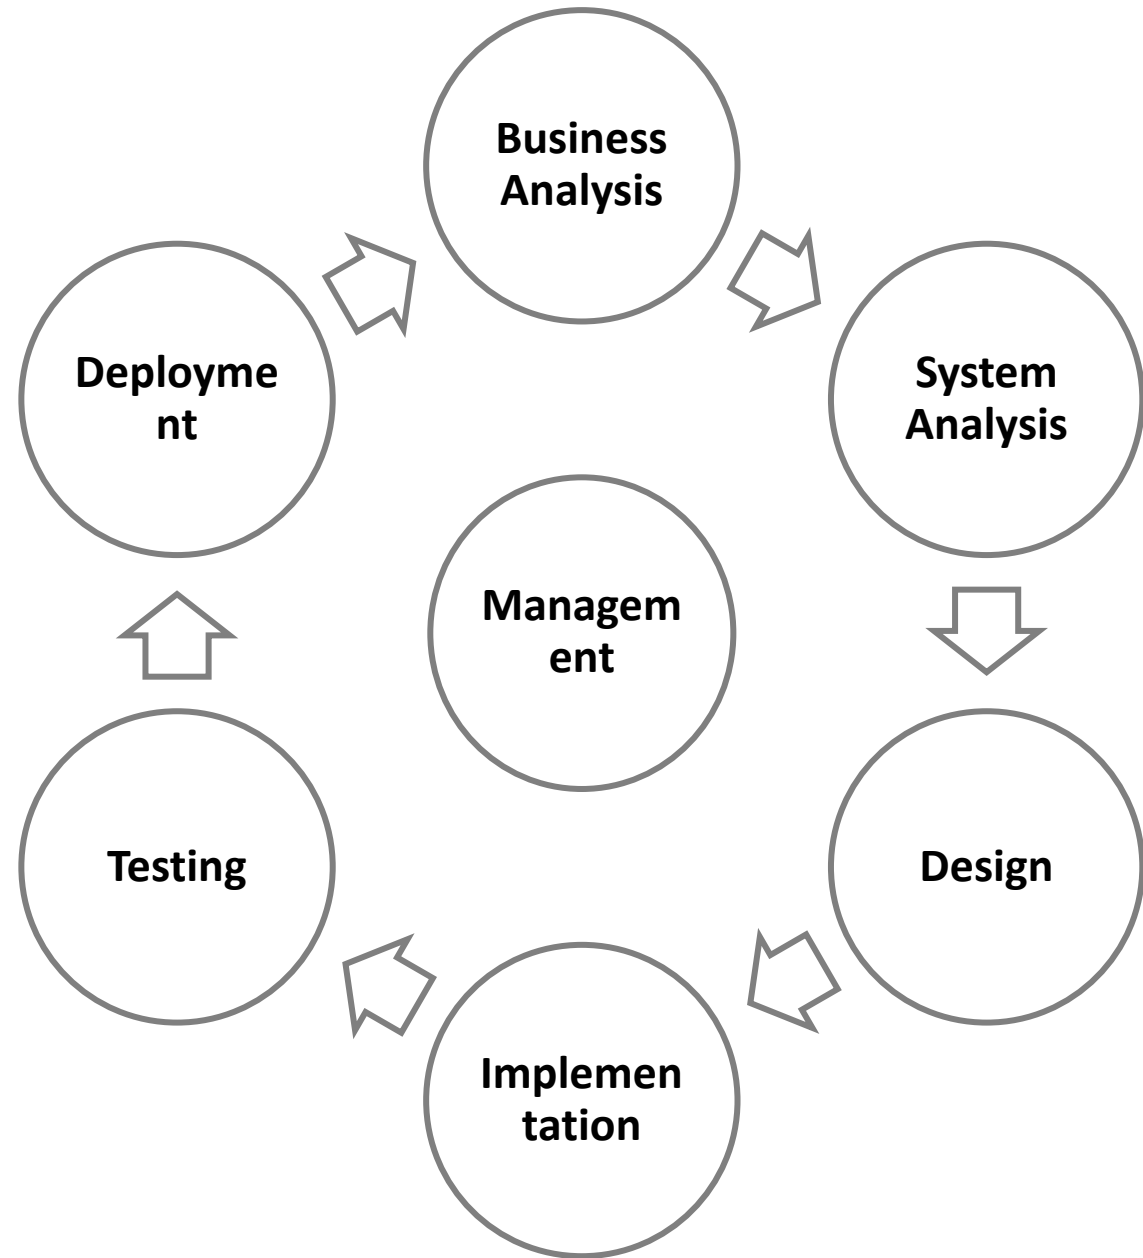 Business
Analysis
System
Analysis
Design
Implemen
tation
Testing
Deployme
nt
Managem
ent